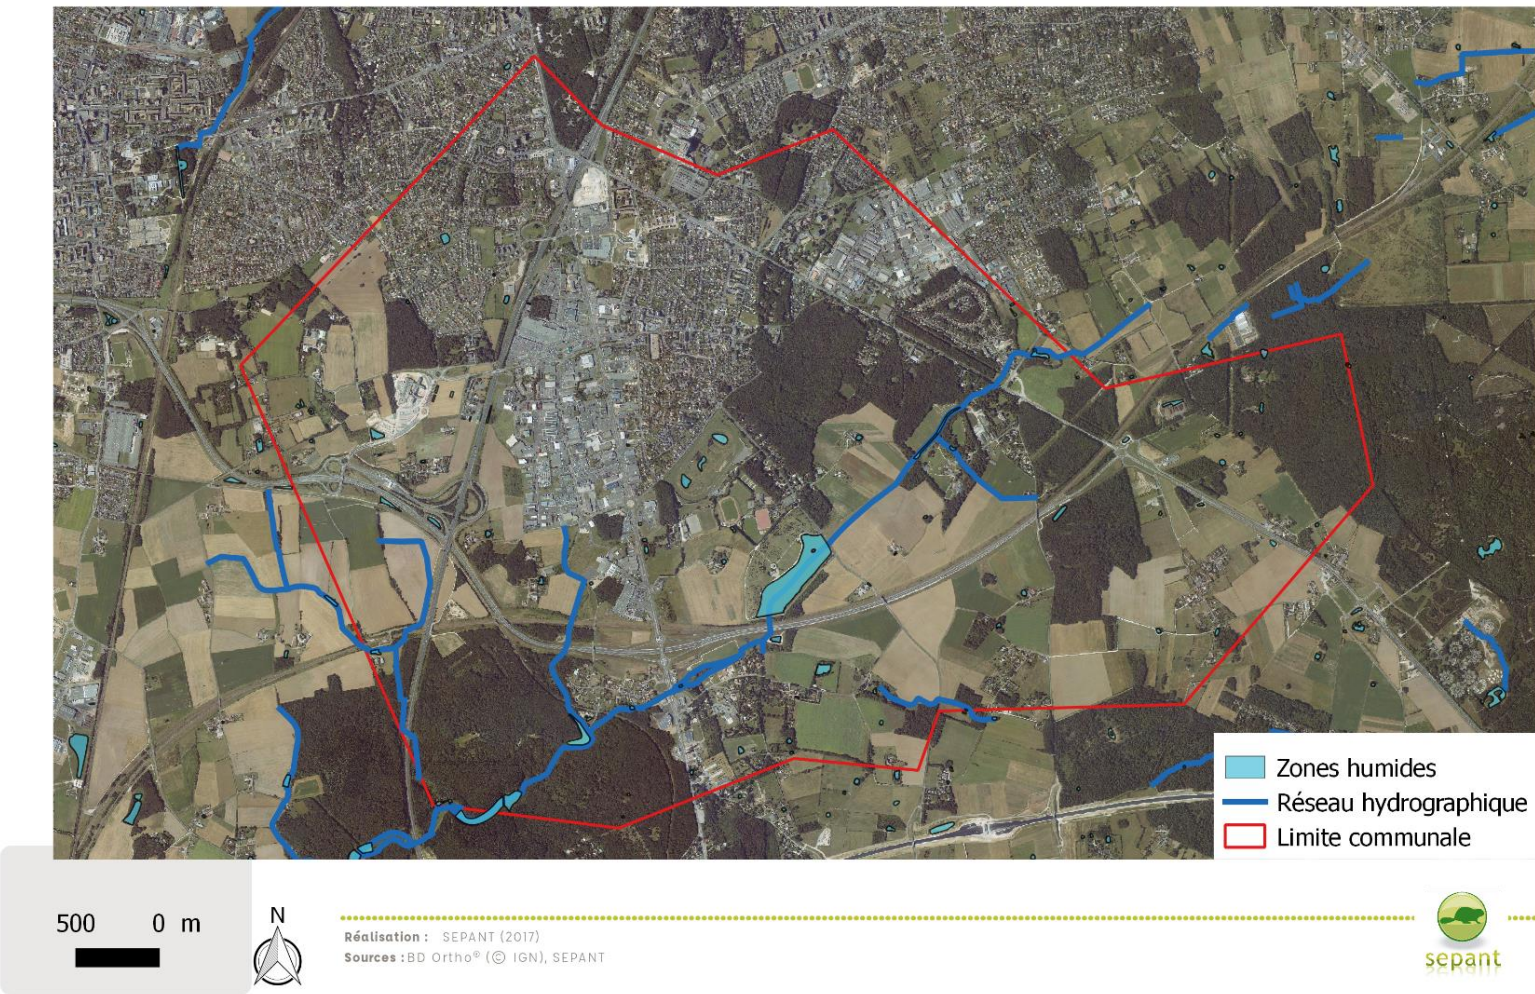 Zones humides
Réseau hydrographique
Limite communale
500 0 m
N
Réalisation : SEPANT (2017)
Sources : BD Ortho® (© IGN), SEPANT
sepant